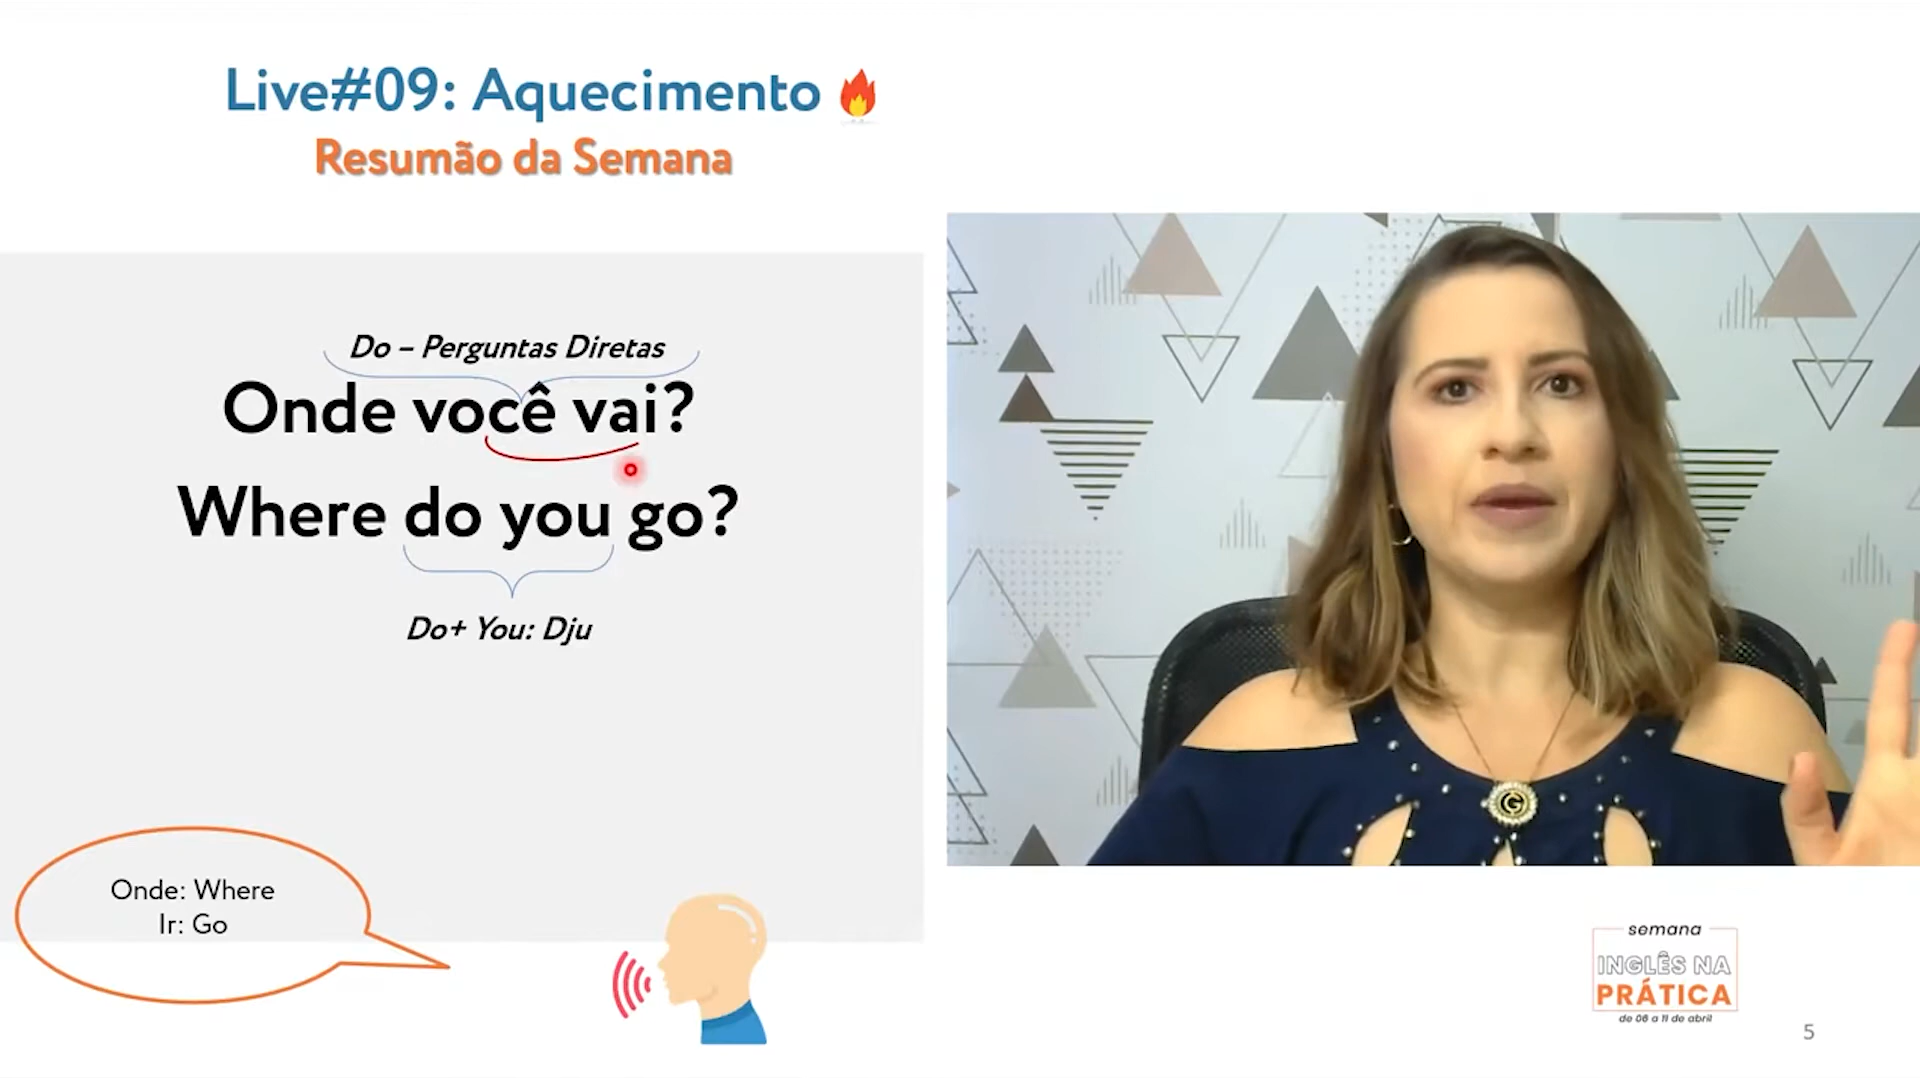 Live#09: Aquecimento
Resumão da Semana
Do – Perguntas Diretas
Onde você vai?
Where do you go?
Do+ You: Dju
Onde: Where
Ir: Go
G
semana
INGLÊS NA
PRÁTICA
de 06 a 11 de abril
5